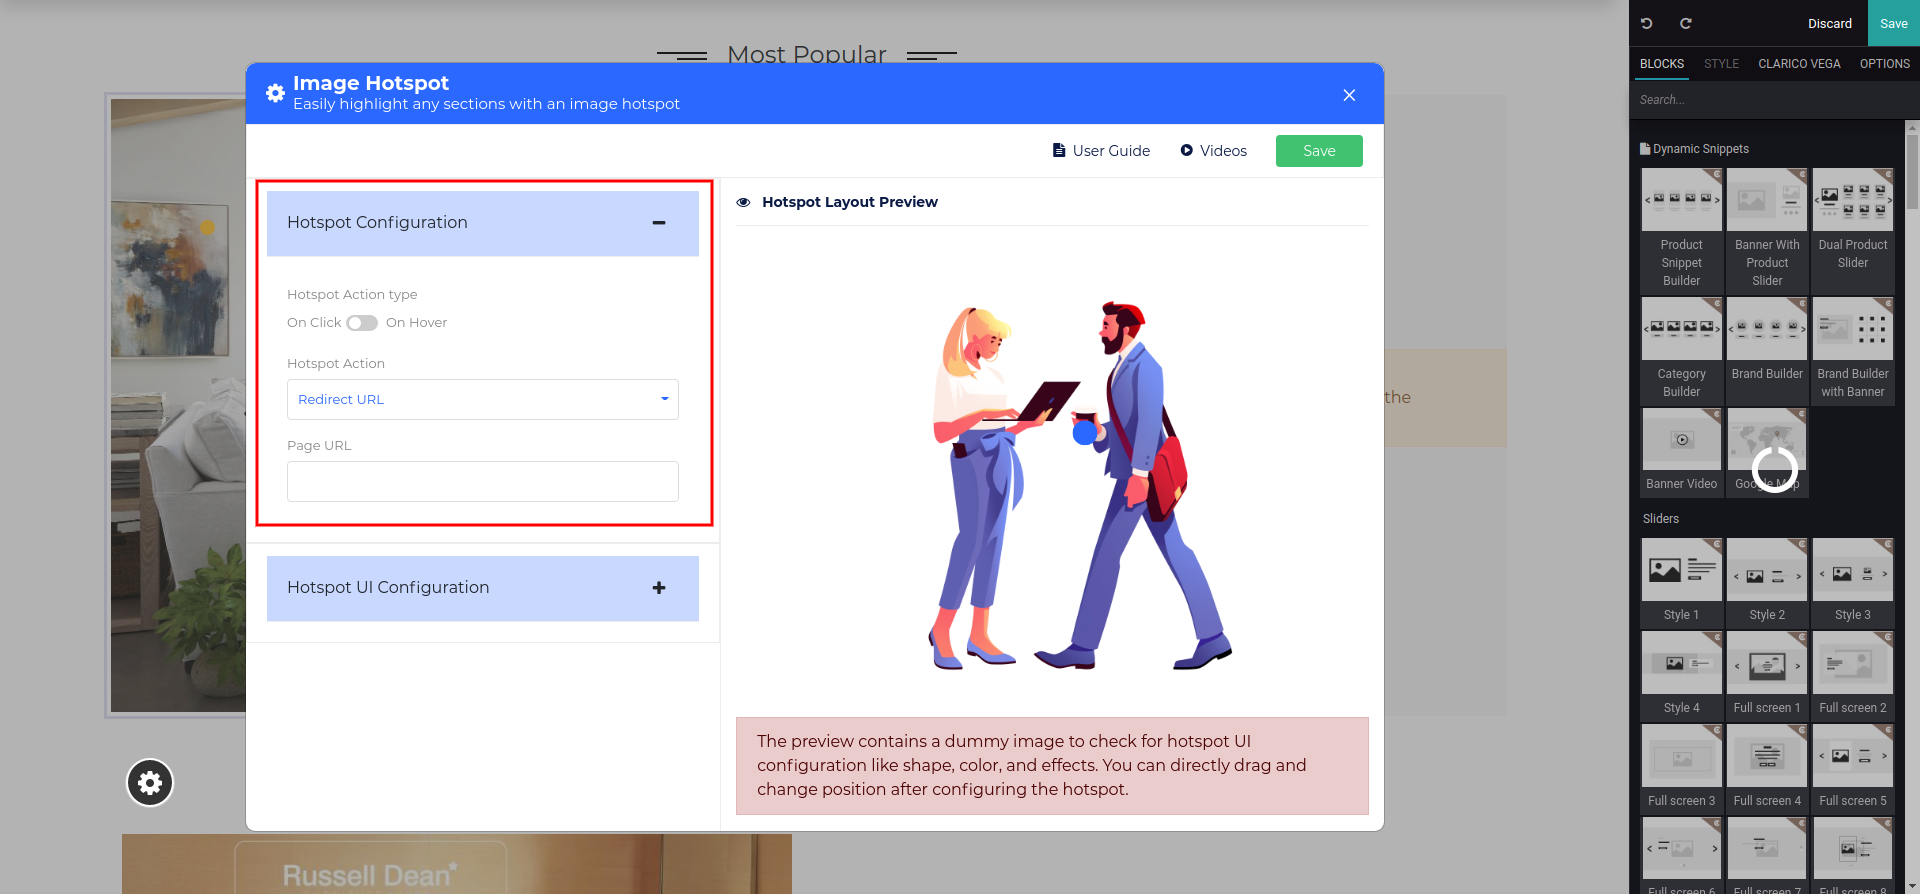 Most Popular
Image Hotspot
Easily highlight any sections with an image hotspot
User Guide
Videos
Save
Hotspot Configuration
Hotspot Action type
On Click
On Hover
Hotspot Action
Redirect URL
Page URL
Hotspot UI Configuration
Hotspot Layout Preview
The preview contains a dummy image to check for hotspot UI
configuration like shape, color, and effects. You can directly drag and
change position after configuring the hotspot.
the
Russell Dean
Discard
Save
BLOCKS
STYLE
CLARICO VEGA
OPTIONS
Search...
Dynamic Snippets
Product
Snippet
Builder
Banner With
Product
Slider
Dual Product
Slider
Category
Builder
Brand Builder
Brand Builder
with Banner
Banner Video
Google Map
Sliders
Style 1
Style 2
Style 3
Style 4
Full screen 1
Full screen 2
Full screen 3
Full screen 4
Full screen 5
Full screen 6
Full screen 7
Full screen 8